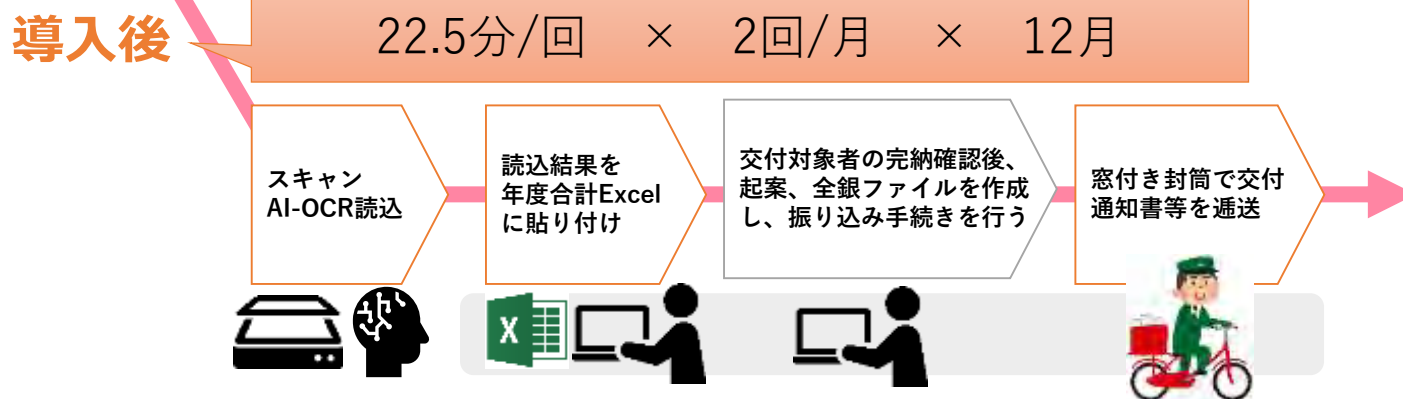 導入後
22.5分/回 × 2回/月 × 12月
スキャン
AI-OCR読込
読込結果を
年度合計Excel
に貼り付け
交付対象者の完納確認後、
起案、全銀ファイルを作成
し、振り込み手続きを行う
窓付き封筒で交付
通知書等を逓送
X